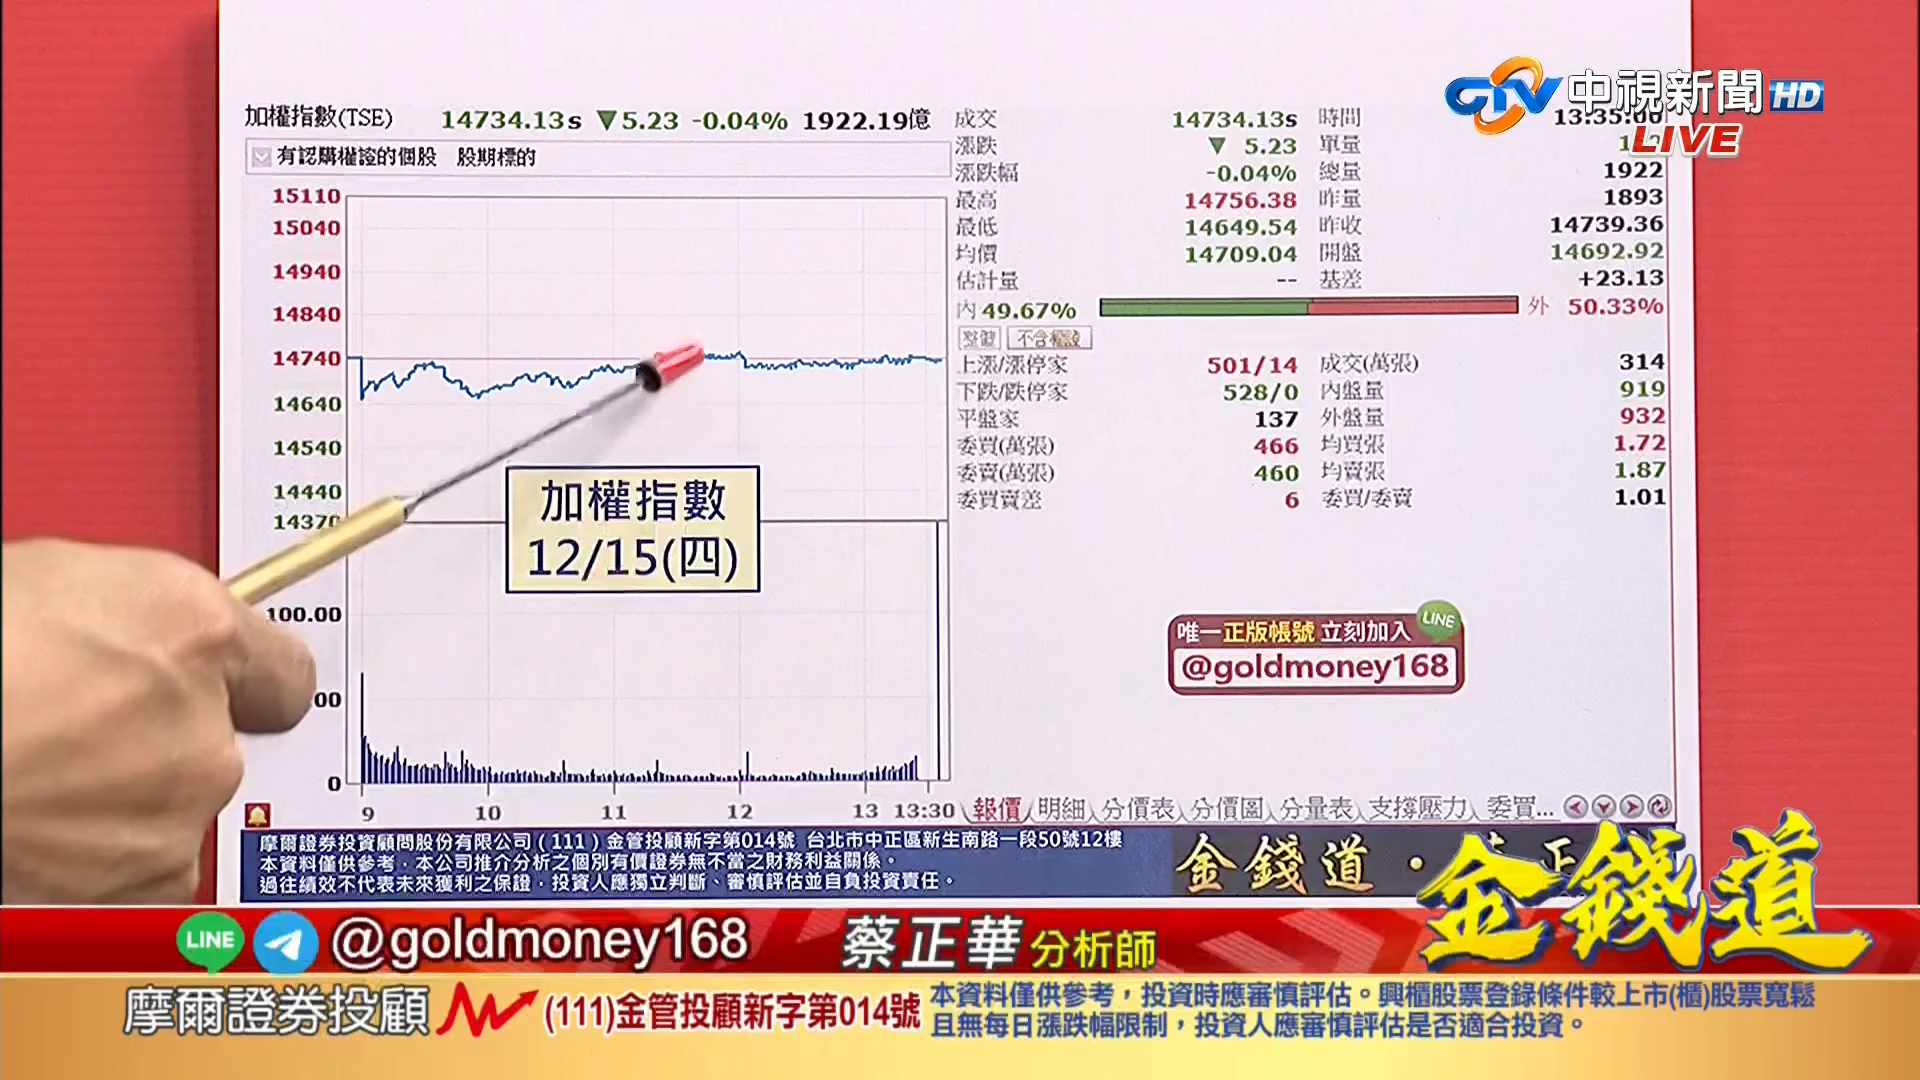 CTV 中視新聞 HD
LIVE
加權指數(TSE) 14734.13s ▼5.23 -0.04% 1922.19億
有認購權證的個股 股期標的
15110
15040
14940
14840
14740
14640
14540
14440
14370
100.00
00
0
9 10 11 12 13 13:30
加權指數
12/15(四)
成交 14734.13s 時間 13:35:00
漲跌 ▼ 5.23 單量
漲跌幅 -0.04% 總量 1922
最高 14756.38 昨量 1893
最低 14649.54 昨收 14739.36
均價 14709.04 開盤 14692.92
估計量 -- 基差 +23.13
內 49.67% 外 50.33%
整體 不含權證
上漲/漲停家 501/14 成交(萬張) 314
下跌/跌停家 528/0 內盤量 919
平盤家 137 外盤量 932
委買(萬張) 466 均買張 1.72
委賣(萬張) 460 均賣張 1.87
委買賣差 6 委買/委賣 1.01
唯一正版帳號 立刻加入 LINE
@goldmoney168
報價 明細 分價表 分價圖 分量表 支撐壓力 委買...
摩爾證券投資顧問股份有限公司(111)金管投顧新字第014號 台北市中正區新生南路一段50號12樓
本資料僅供參考，本公司推介分析之個別有價證券無不當之財務利益關係。
過往績效不代表未來獲利之保證，投資人應獨立判斷、審慎評估並自負投資責任。
金錢道・ 正
金錢道
LINE @goldmoney168 蔡正華 分析師
摩爾證券投顧 (111)金管投顧新字第014號
本資料僅供參考，投資時應審慎評估。興櫃股票登錄條件較上市(櫃)股票寬鬆
且無每日漲跌幅限制，投資人應審慎評估是否適合投資。